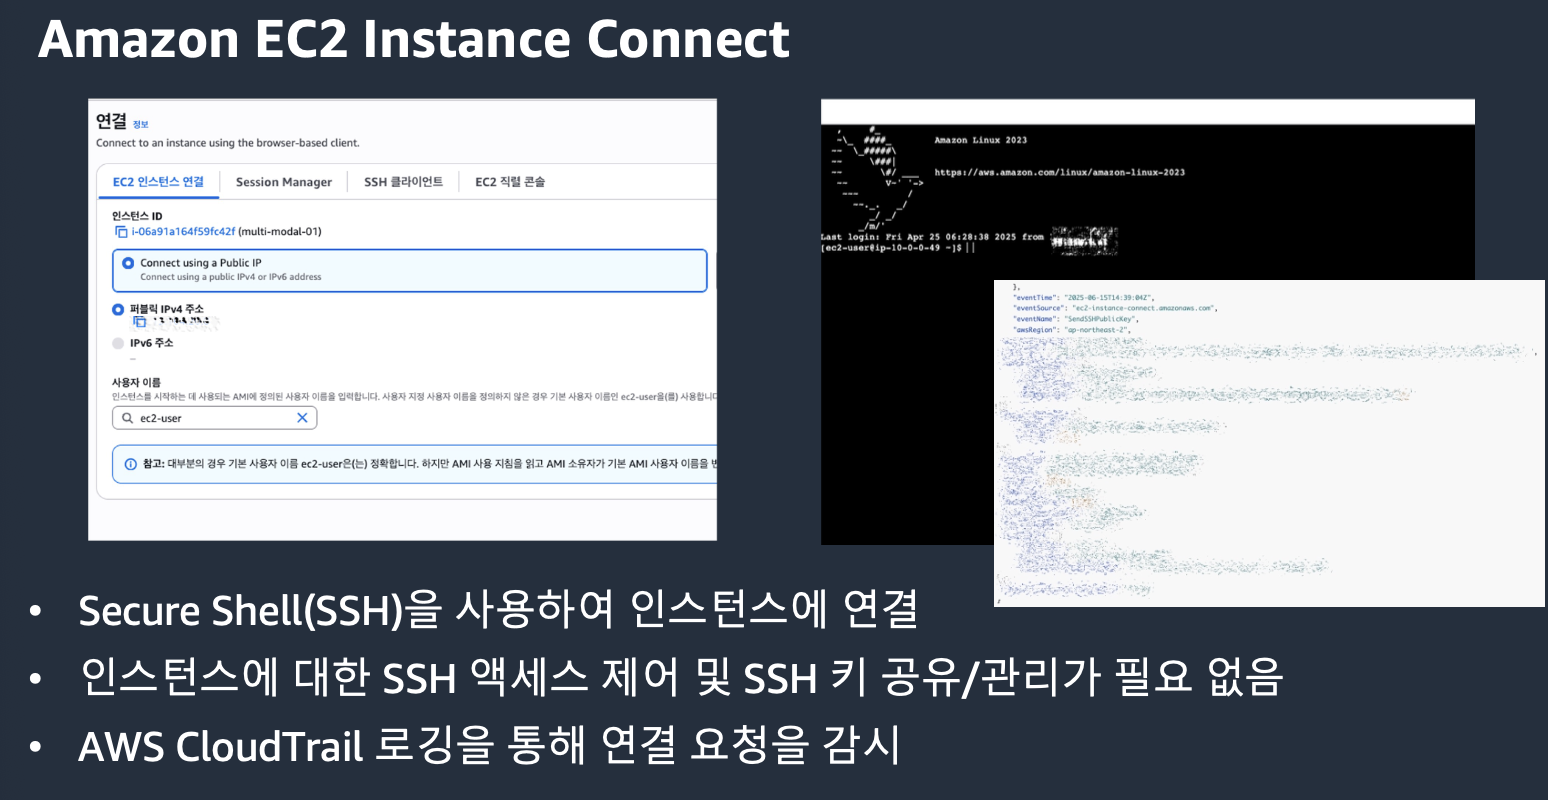 Amazon EC2 Instance Connect
연결 정보
Connect to an instance using the browser-based client.
EC2 인스턴스 연결 Session Manager SSH 클라이언트 EC2 직렬 콘솔
인스턴스 ID
i-06a91a164f59fc42f (multi-modal-01)
Connect using a Public IP
Connect using a public IPv4 or IPv6 address
퍼블릭 IPv4 주소
IPv6 주소
–
사용자 이름
인스턴스를 시작하는 데 사용되는 AMI에 정의된 사용자 이름을 입력합니다. 사용자 지정 사용자 이름을 정의하지 않은 경우 기본 사용자 이름인 ec2-user을(를) 사용합니다
ec2-user
참고: 대부분의 경우 기본 사용자 이름 ec2-user은(는) 정확합니다. 하지만 AMI 사용 지침을 읽고 AMI 소유자가 기본 AMI 사용자 이름을
Amazon Linux 2023
https://aws.amazon.com/linux/amazon-linux-2023
Last login: Fri Apr 25 06:28:38 2025 from
[ec2-user@ip-10-0-0-49 ~]$
},
"eventTime": "2025-06-15T14:39:04Z",
"eventSource": "ec2-instance-connect.amazonaws.com",
"eventName": "SendSSHPublicKey",
"awsRegion": "ap-northeast-2",
• Secure Shell(SSH)을 사용하여 인스턴스에 연결
• 인스턴스에 대한 SSH 액세스 제어 및 SSH 키 공유/관리가 필요 없음
• AWS CloudTrail 로깅을 통해 연결 요청을 감시